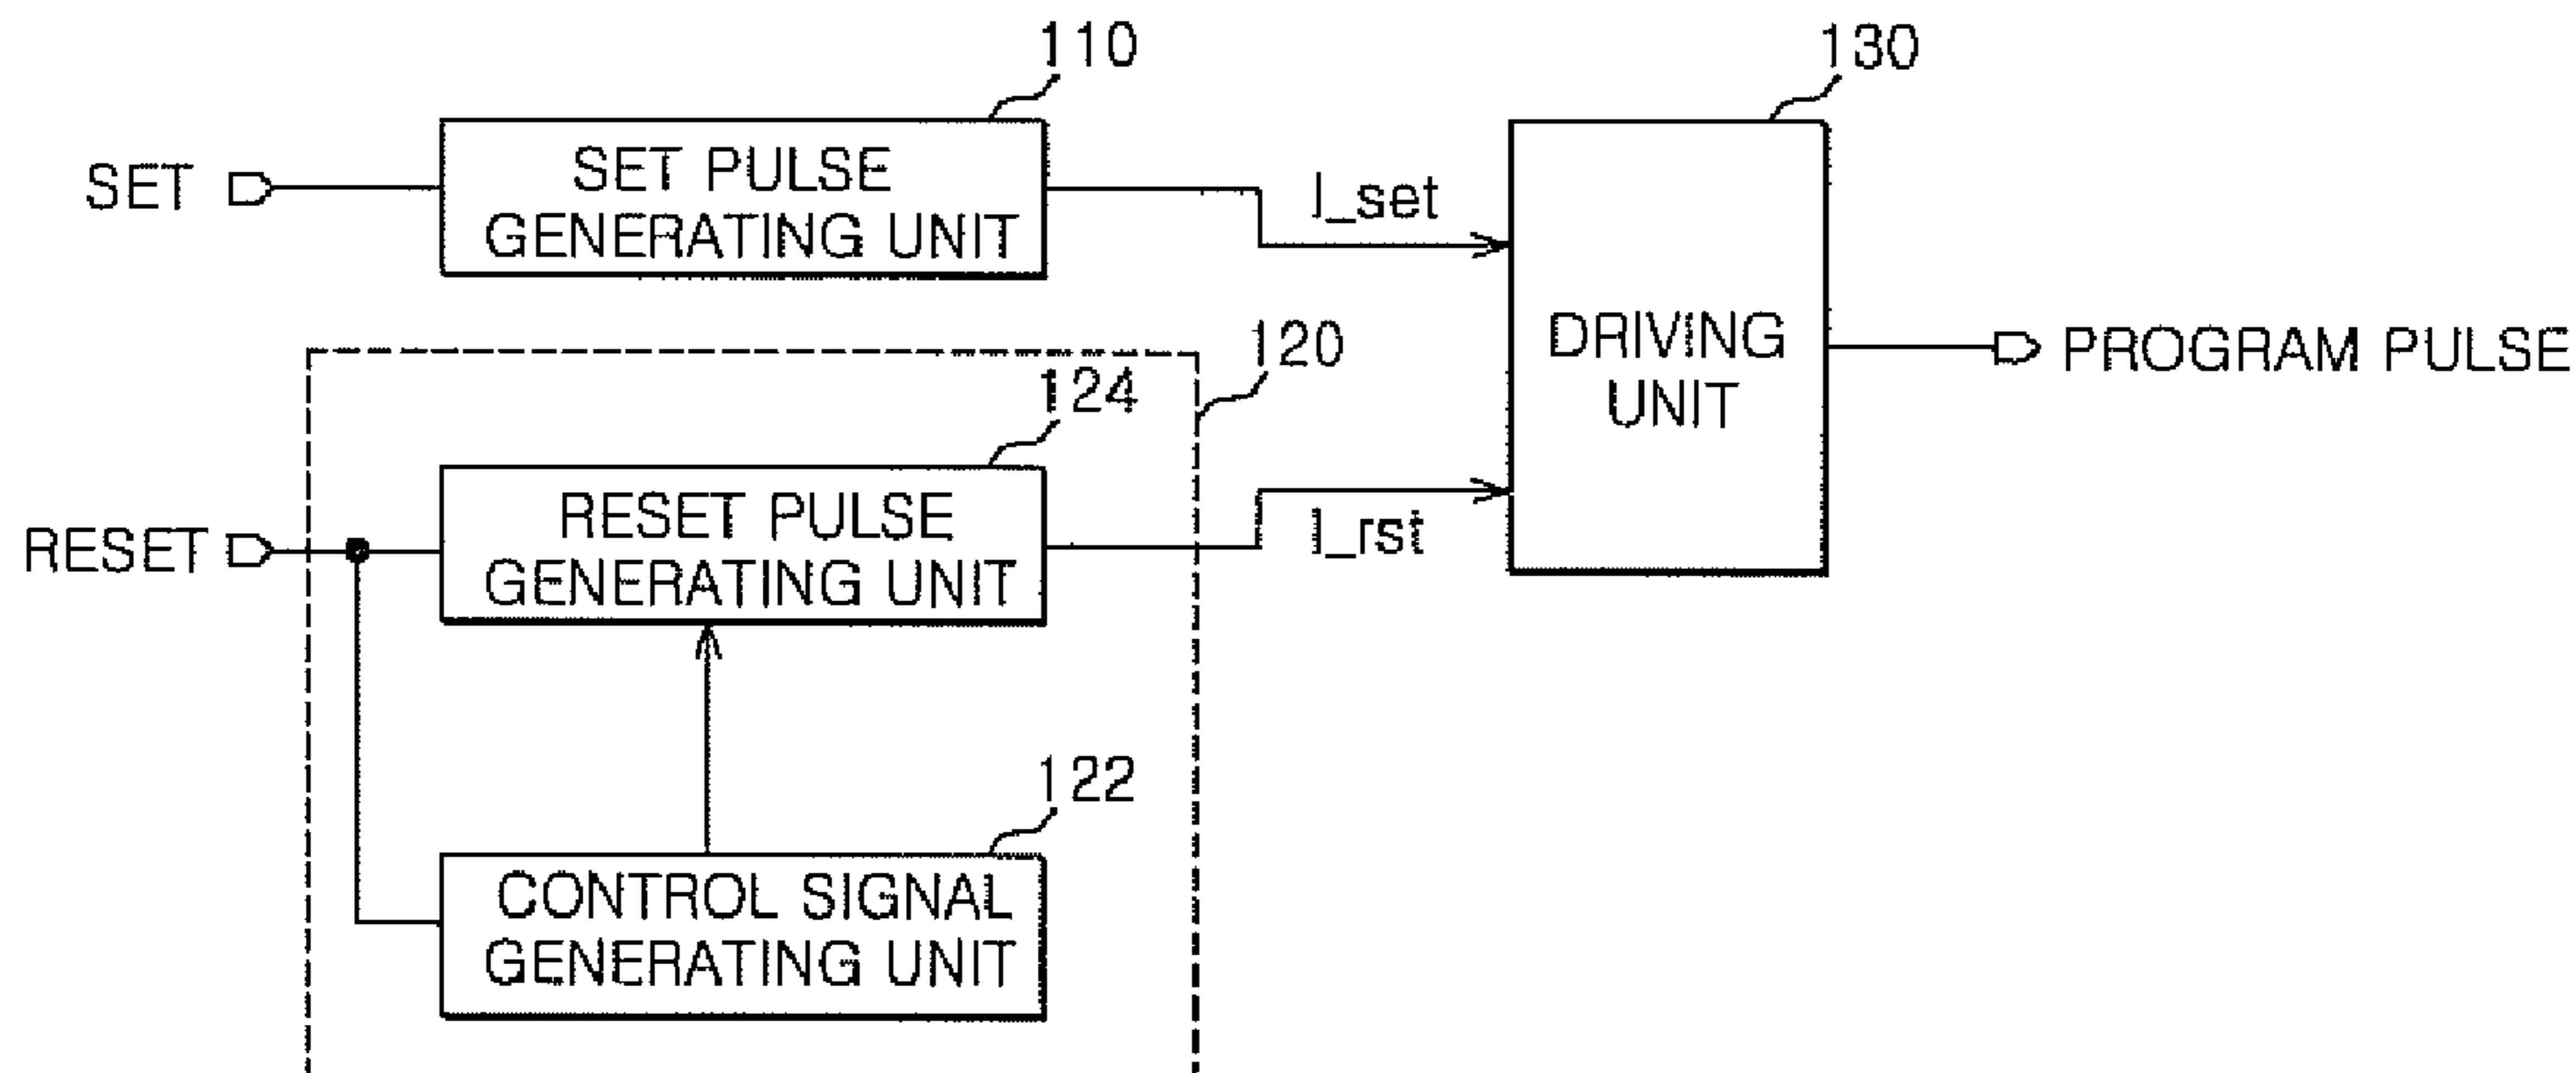 110
130
SET
SET PULSE
GENERATING UNIT
I_set
DRIVING
UNIT
PROGRAM PULSE
120
124
RESET
RESET PULSE
GENERATING UNIT
I_rst
122
CONTROL SIGNAL
GENERATING UNIT